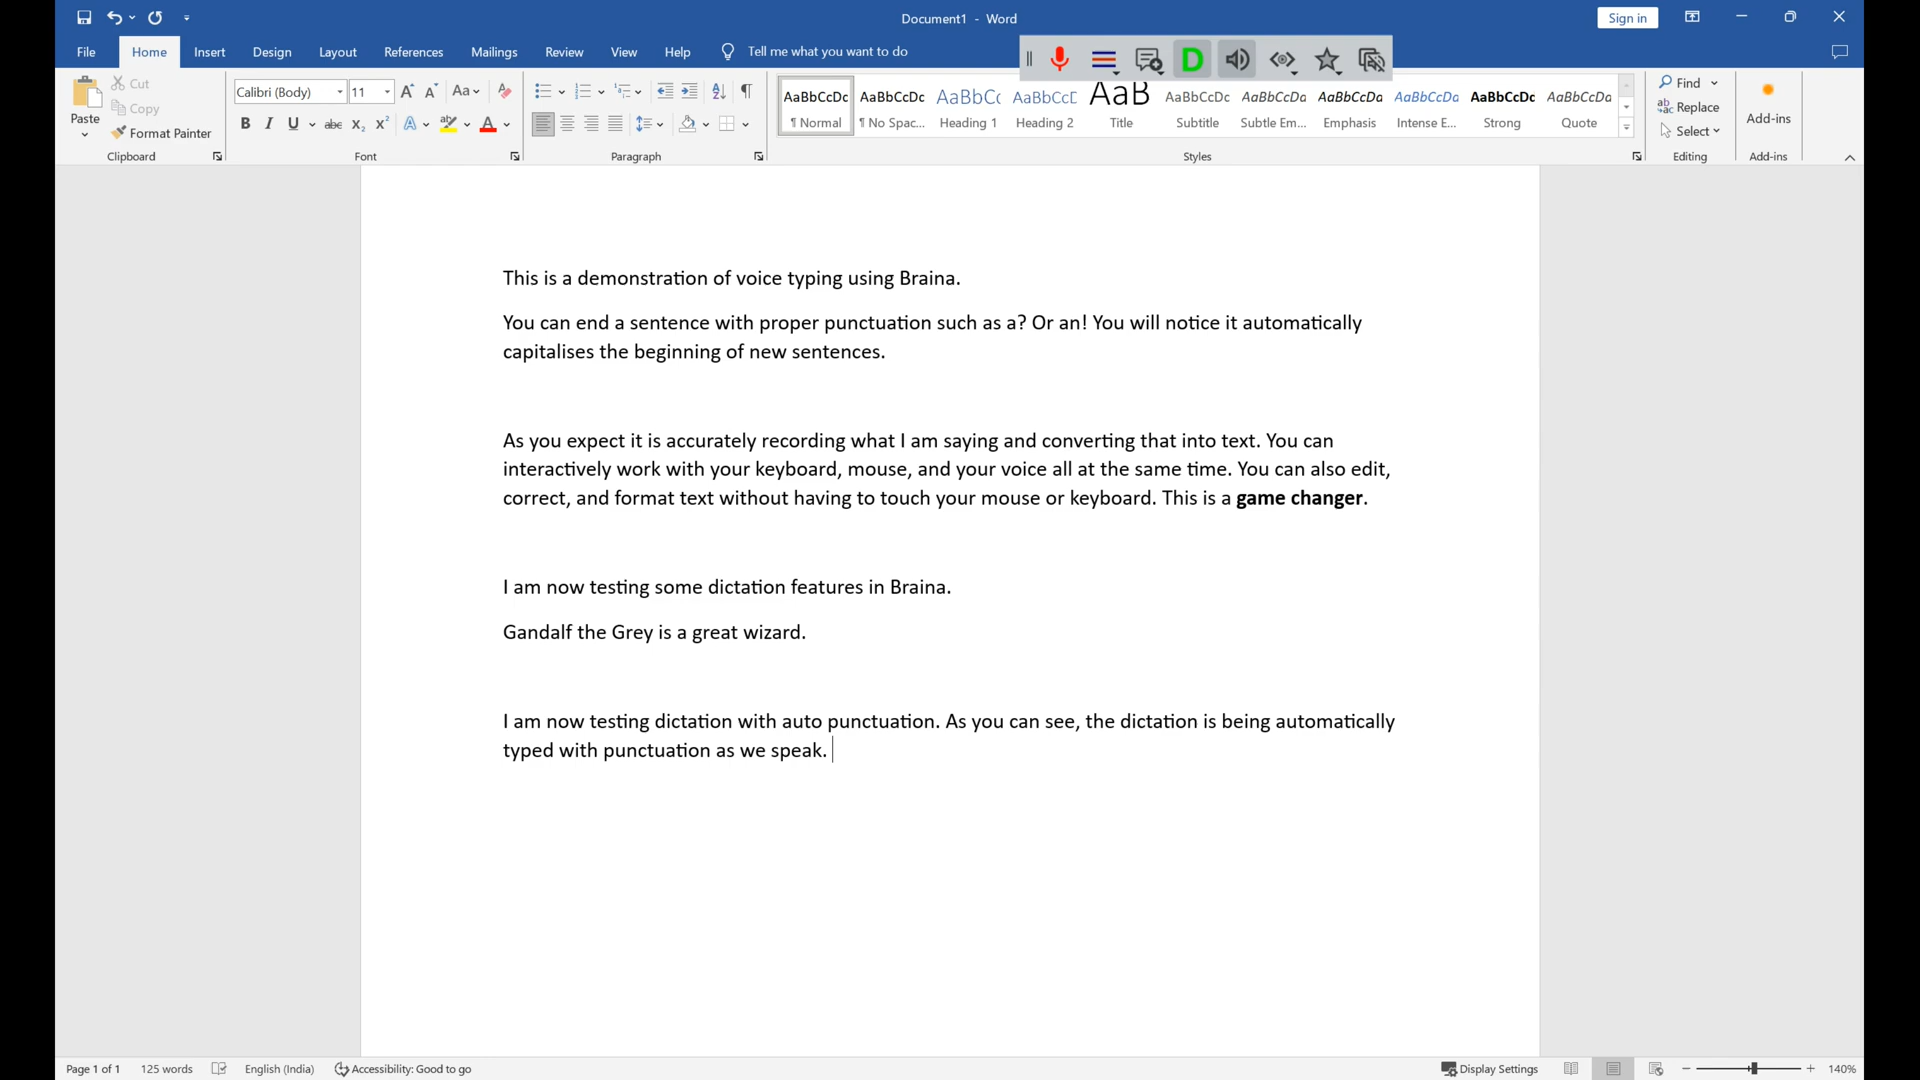 Document1 - Word
Sign in
File Home Insert Design Layout References Mailings Review View Help Tell me what you want to do
D
Paste
Cut
Copy
Format Painter
Clipboard
Calibri (Body) 11 Aa
B I U abc X₂ X² A A
Font
Paragraph
AaBbCcDc AaBbCcDc AaBbCc AaBbCcD AaB AaBbCcDc AaBbCcDa AaBbCcDa AaBbCcDa AaBbCcDc AaBbCcDa
¶ Normal ¶ No Spac... Heading 1 Heading 2 Title Subtitle Subtle Em... Emphasis Intense E... Strong Quote
Styles
Find
Replace
Select
Editing
Add-ins
Add-ins
This is a demonstration of voice typing using Braina.
You can end a sentence with proper punctuation such as a? Or an! You will notice it automatically
capitalises the beginning of new sentences.
As you expect it is accurately recording what I am saying and converting that into text. You can
interactively work with your keyboard, mouse, and your voice all at the same time. You can also edit,
correct, and format text without having to touch your mouse or keyboard. This is a game changer.
I am now testing some dictation features in Braina.
Gandalf the Grey is a great wizard.
I am now testing dictation with auto punctuation. As you can see, the dictation is being automatically
typed with punctuation as we speak.
Page 1 of 1 125 words English (India) Accessibility: Good to go Display Settings 140%